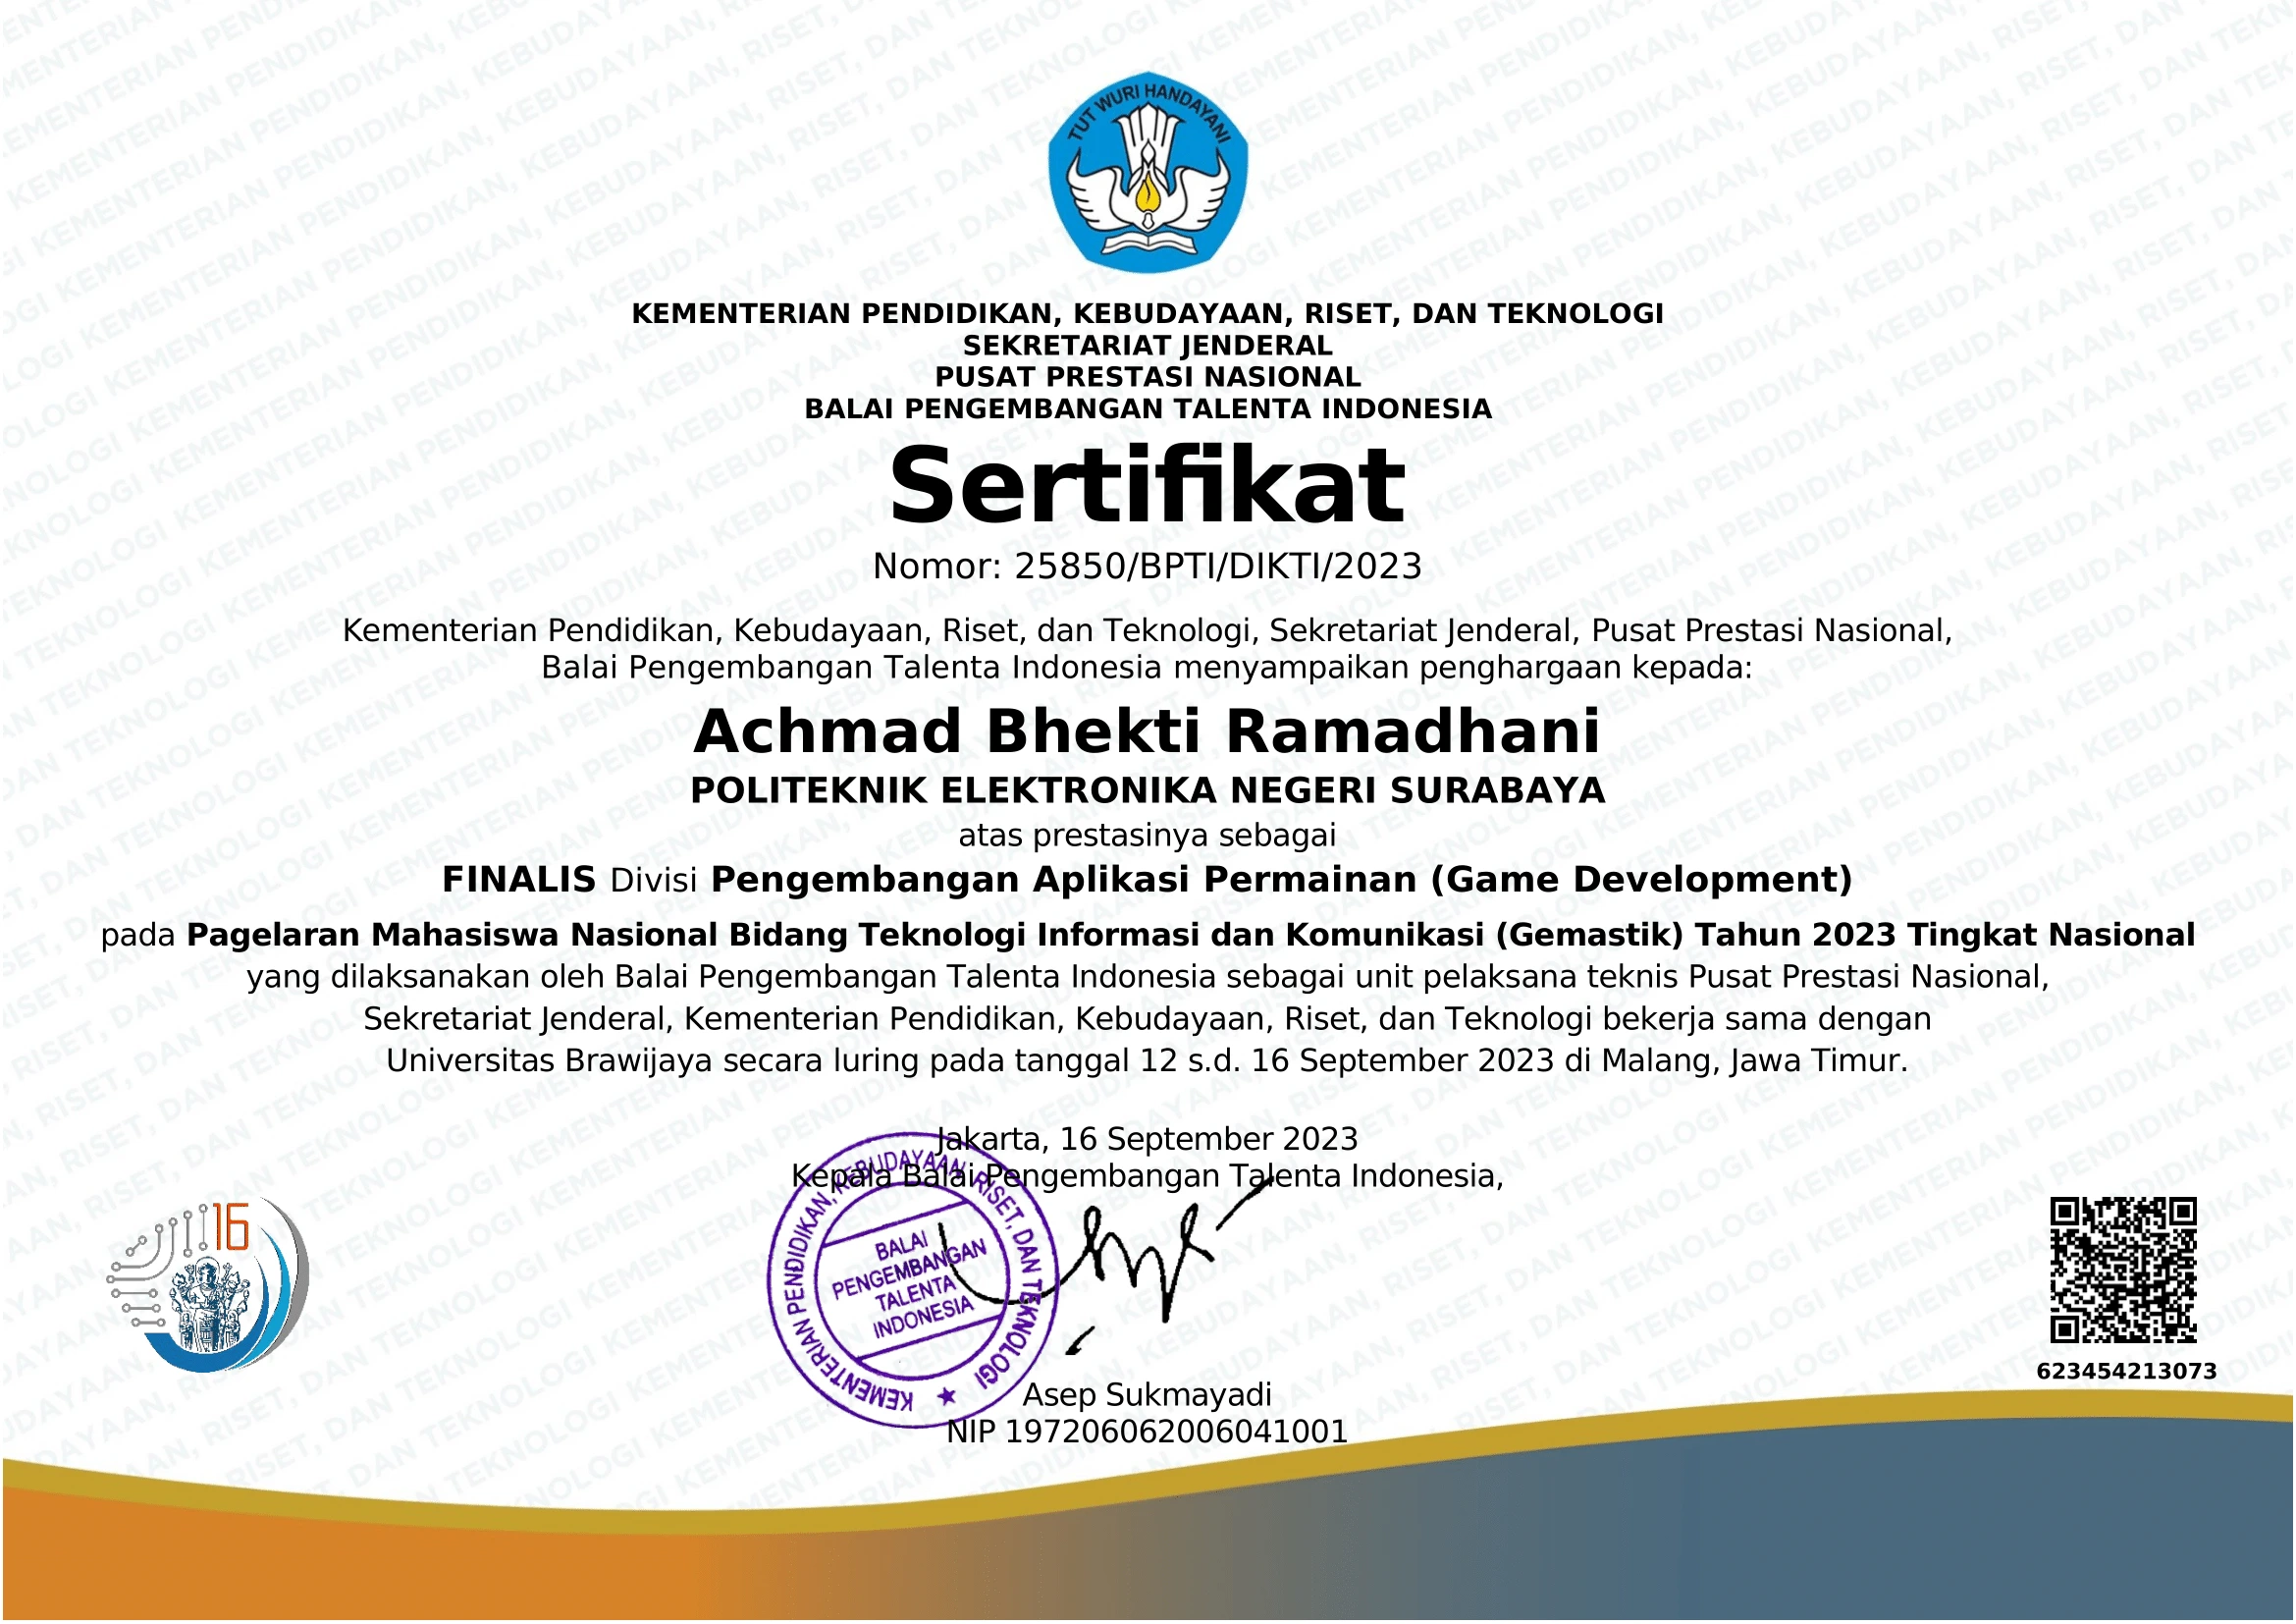 TUT WURI HANDAYANI
KEMENTERIAN PENDIDIKAN, KEBUDAYAAN, RISET, DAN TEKNOLOGI
SEKRETARIAT JENDERAL
PUSAT PRESTASI NASIONAL
BALAI PENGEMBANGAN TALENTA INDONESIA
Sertifikat
Nomor: 25850/BPTI/DIKTI/2023
Kementerian Pendidikan, Kebudayaan, Riset, dan Teknologi, Sekretariat Jenderal, Pusat Prestasi Nasional,
Balai Pengembangan Talenta Indonesia menyampaikan penghargaan kepada:
Achmad Bhekti Ramadhani
POLITEKNIK ELEKTRONIKA NEGERI SURABAYA
atas prestasinya sebagai
FINALIS Divisi Pengembangan Aplikasi Permainan (Game Development)
pada Pagelaran Mahasiswa Nasional Bidang Teknologi Informasi dan Komunikasi (Gemastik) Tahun 2023 Tingkat Nasional
yang dilaksanakan oleh Balai Pengembangan Talenta Indonesia sebagai unit pelaksana teknis Pusat Prestasi Nasional,
Sekretariat Jenderal, Kementerian Pendidikan, Kebudayaan, Riset, dan Teknologi bekerja sama dengan
Universitas Brawijaya secara luring pada tanggal 12 s.d. 16 September 2023 di Malang, Jawa Timur.
Jakarta, 16 September 2023
Kepala Balai Pengembangan Talenta Indonesia,
KEMENTERIAN PENDIDIKAN, KEBUDAYAAN, RISET, DAN TEKNOLOGI
BALAI
PENGEMBANGAN
TALENTA
INDONESIA
16
623454213073
Asep Sukmayadi
NIP 197206062006041001